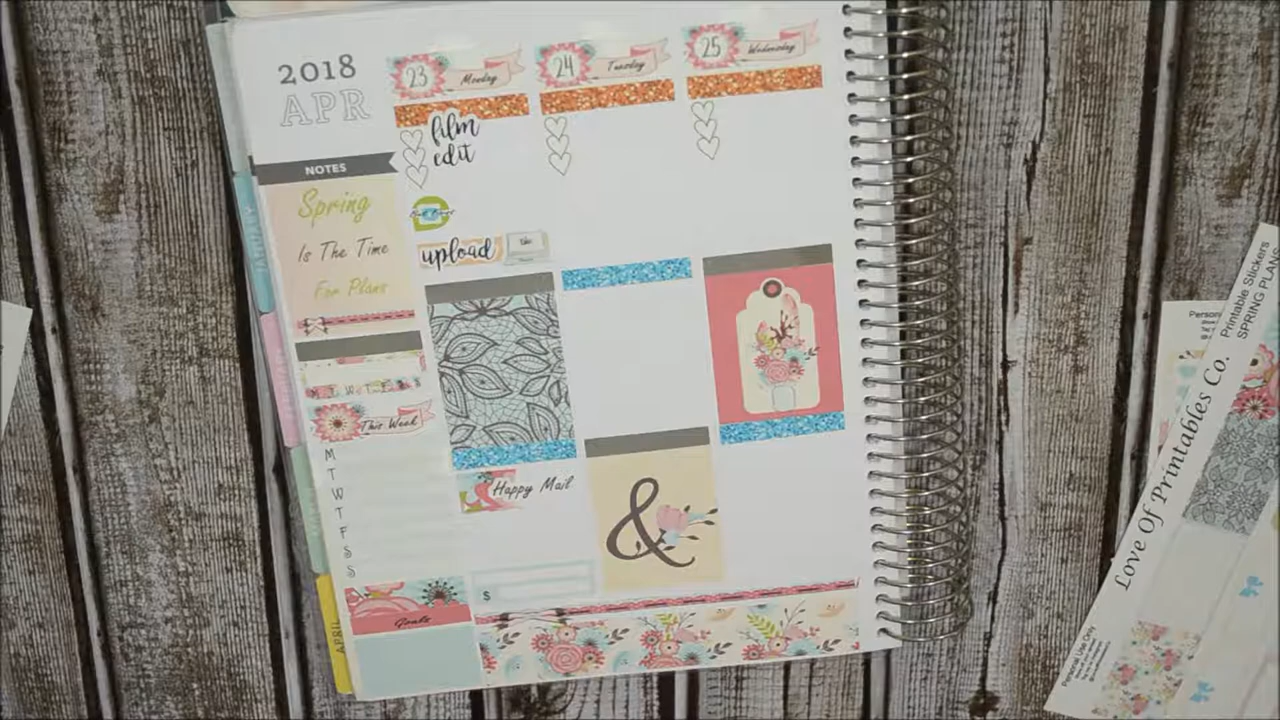 2018
APR
23
Monday
24
Tuesday
25
Wednesday
film
edit
NOTES
Spring
Is The Time
For Plans
upload
This Week
M
T
W
T
F
S
S
Happy Mail
&
$
Goals
APRIL
Love Of Printables Co.
Printable Stickers
SPRING PLANS
Personal Use Only